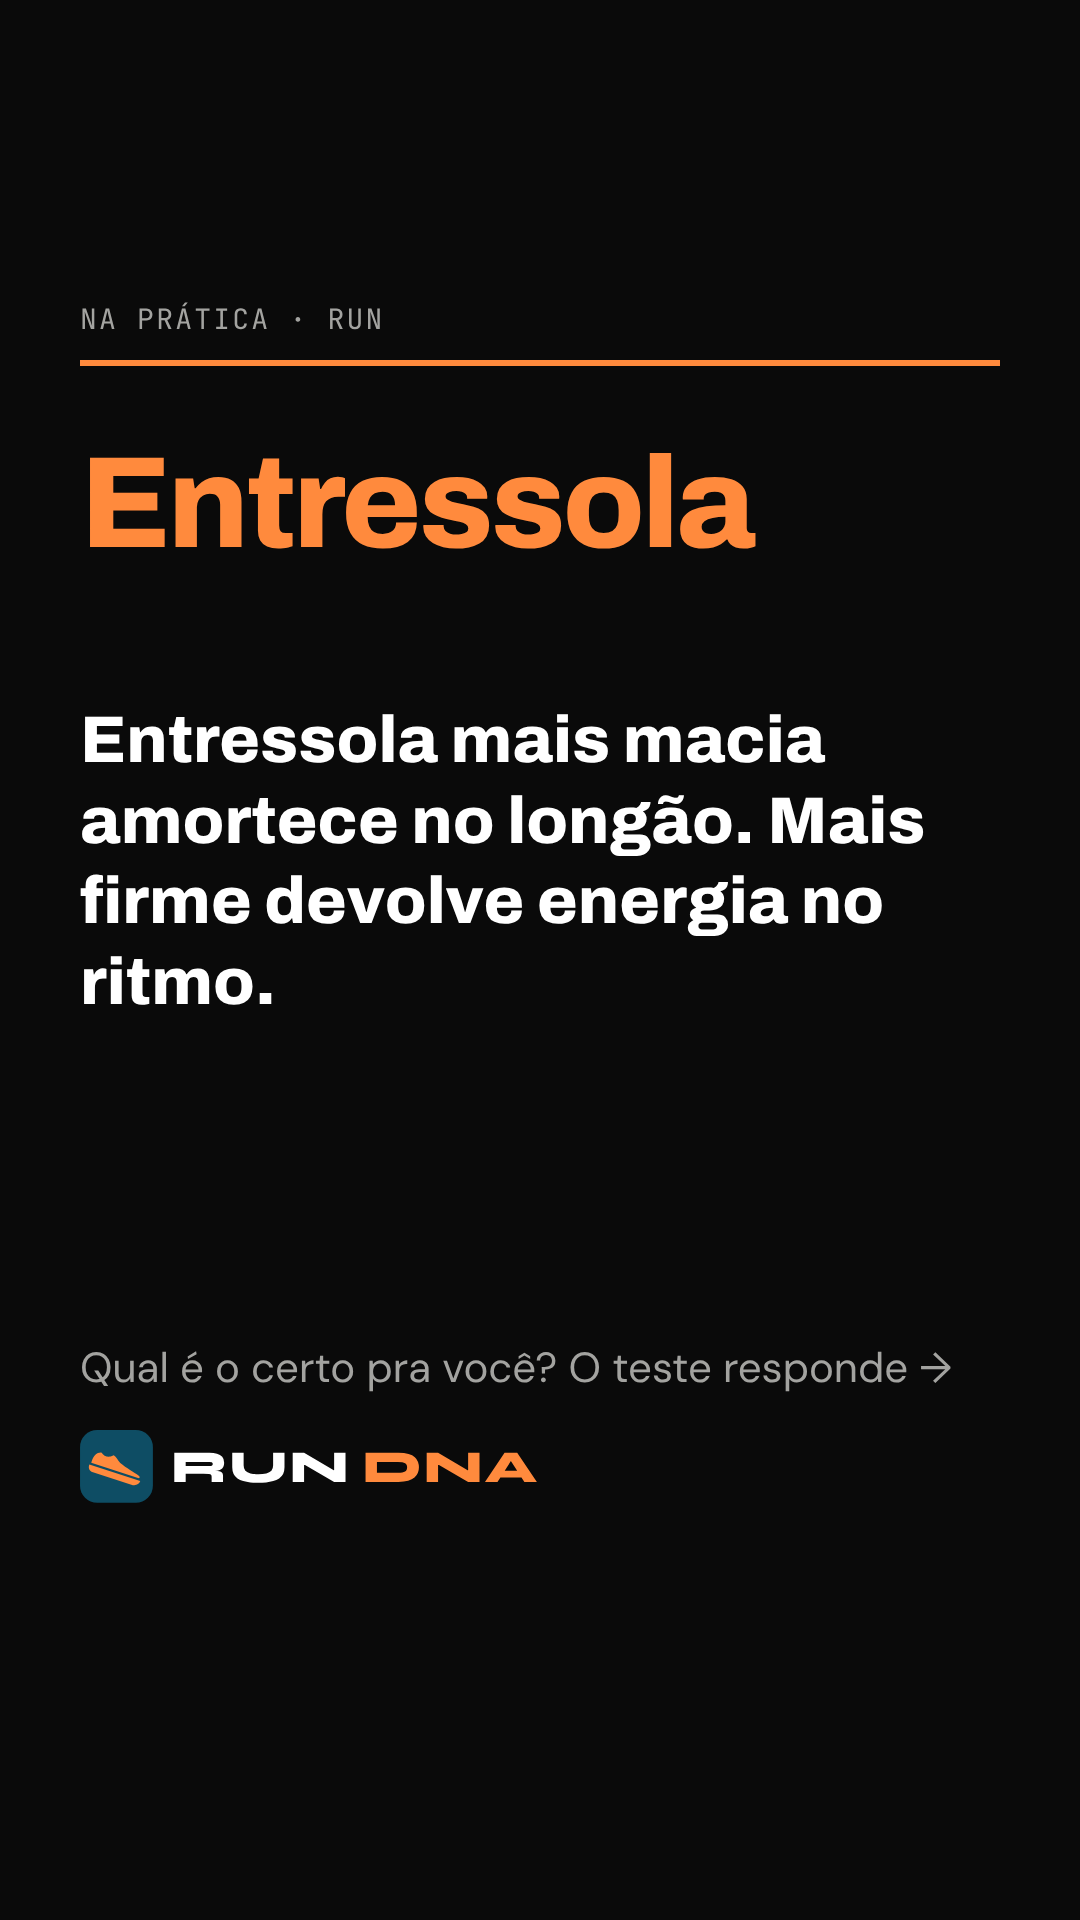 NA PRÁTICA · RUN
Entressola
Entressola mais macia
amortece no longão. Mais
firme devolve energia no
ritmo.
Qual é o certo pra você? O teste responde →
RUN DNA